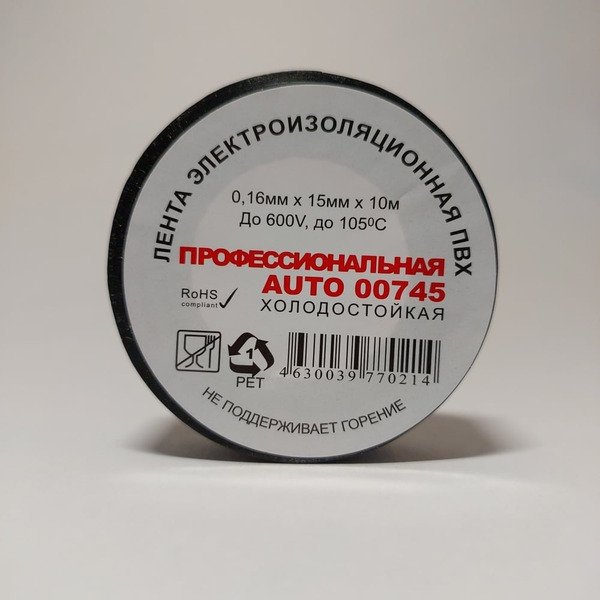 ЛЕНТА ЭЛЕКТРОИЗОЛЯЦИОННАЯ ПВХ
0,16мм х 15мм х 10м
До 600V, до 105⁰С
ПРОФЕССИОНАЛЬНАЯ
AUTO 00745
ХОЛОДОСТОЙКАЯ
RoHS
compliant
1
PET
4 630039 770214
НЕ ПОДДЕРЖИВАЕТ ГОРЕНИЕ